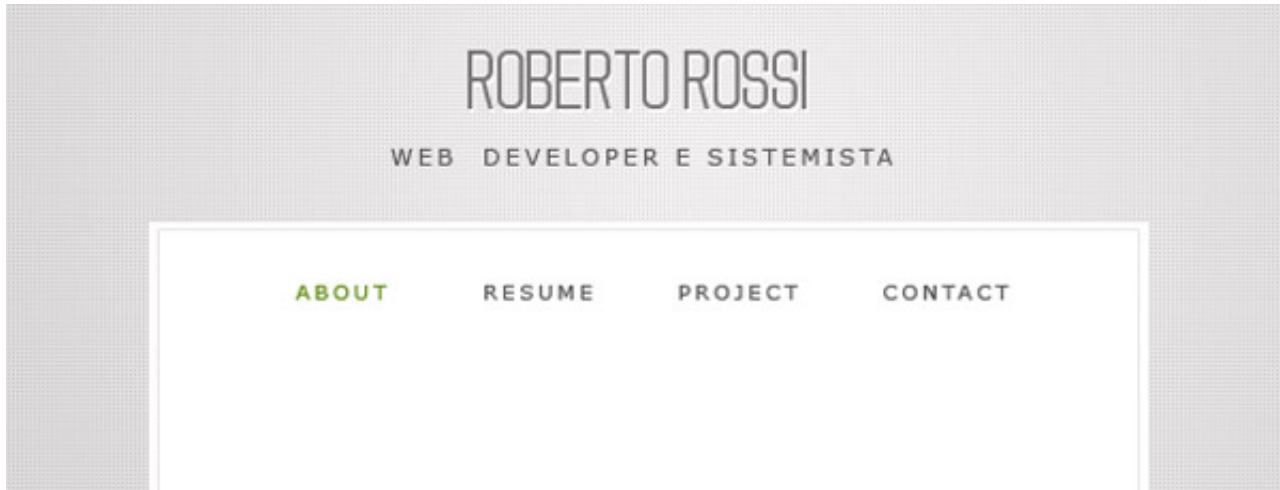 ROBERTO ROSSI
WEB DEVELOPER E SISTEMISTA
ABOUT RESUME PROJECT CONTACT